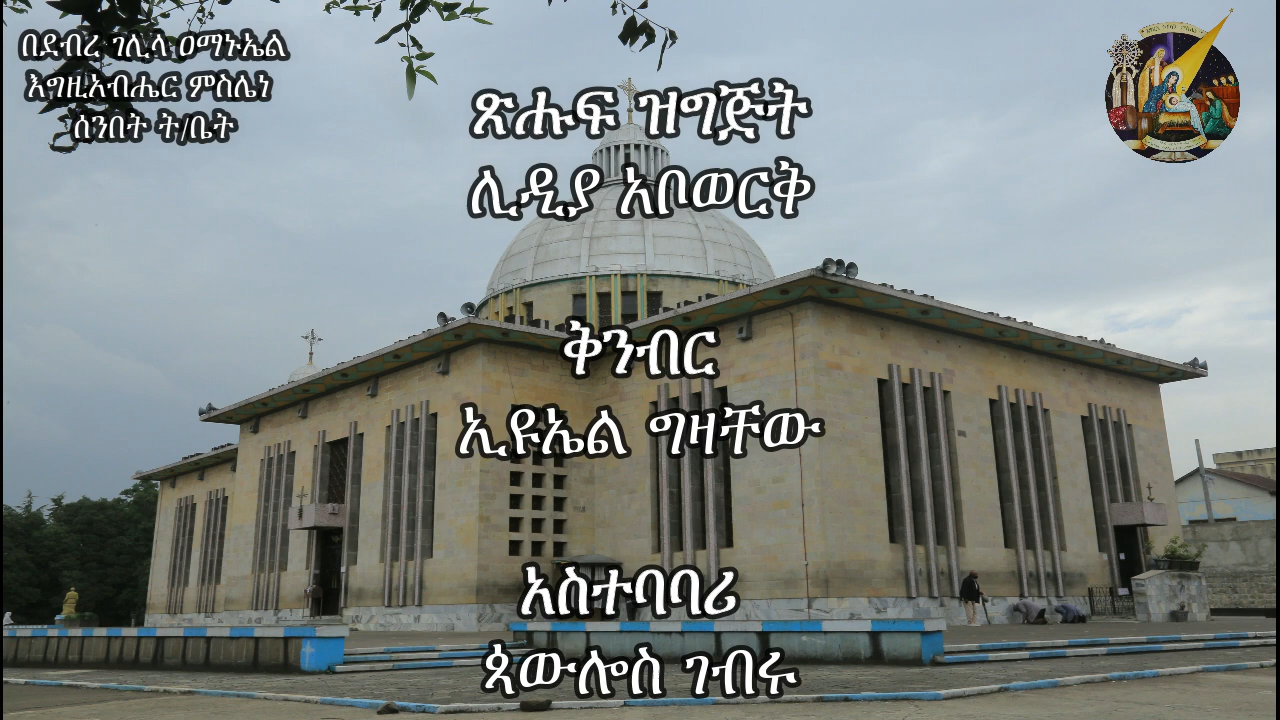 በደብረ ገሊላ ዐማኑኤል
እግዚአብሔር ምስሌነ
ሰንበት ት/ቤት
ጽሑፍ ዝግጅት
ሊዲያ አቦወርቅ
ቅንብር
ኢዩኤል ግዛቸው
አስተባባሪ
ጳውሎስ ገብሩ